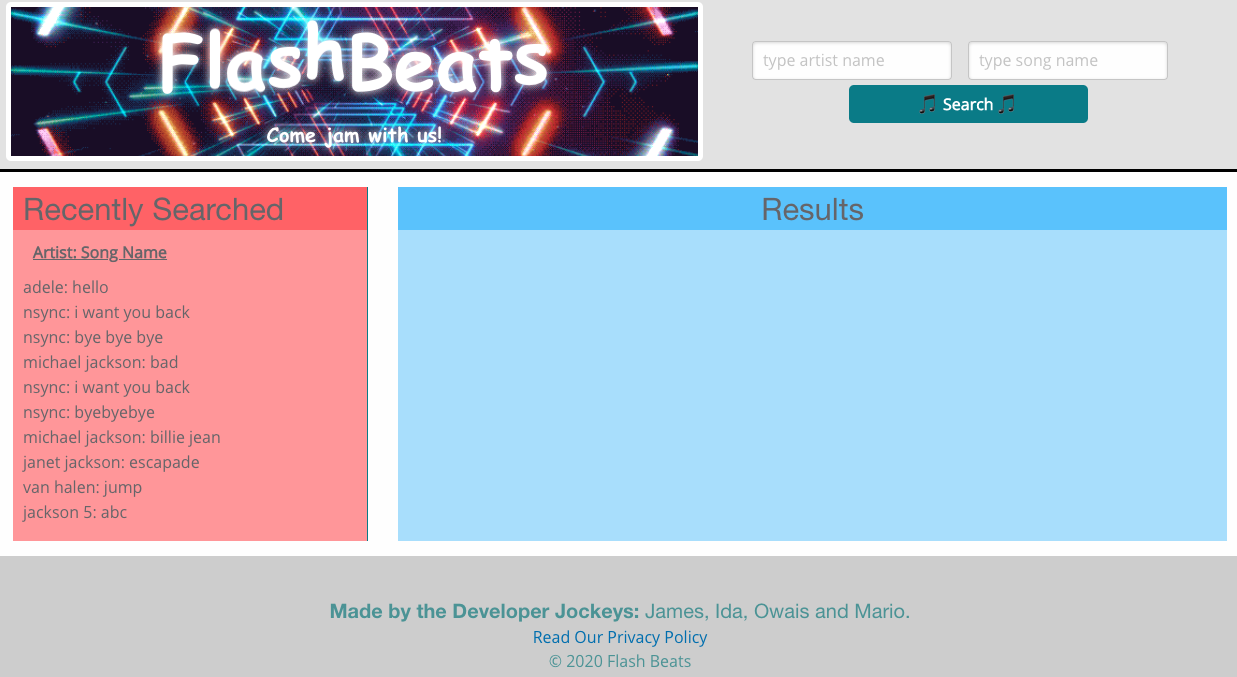 FlashBeats
Come jam with us!
type artist name
type song name
🎵 Search 🎵
Recently Searched
Artist: Song Name
adele: hello
nsync: i want you back
nsync: bye bye bye
michael jackson: bad
nsync: i want you back
nsync: byebyebye
michael jackson: billie jean
janet jackson: escapade
van halen: jump
jackson 5: abc
Results
Made by the Developer Jockeys: James, Ida, Owais and Mario.
Read Our Privacy Policy
© 2020 Flash Beats